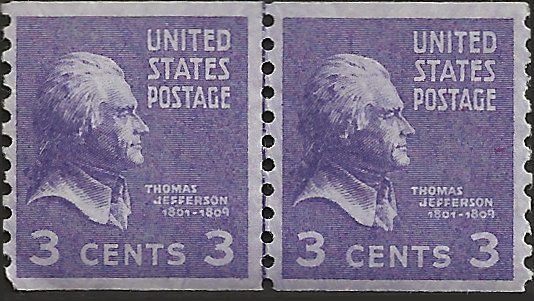 UNITED
STATES
POSTAGE
THOMAS
JEFFERSON
1801-1809
3 CENTS 3
UNITED
STATES
POSTAGE
THOMAS
JEFFERSON
1801-1809
3 CENTS 3